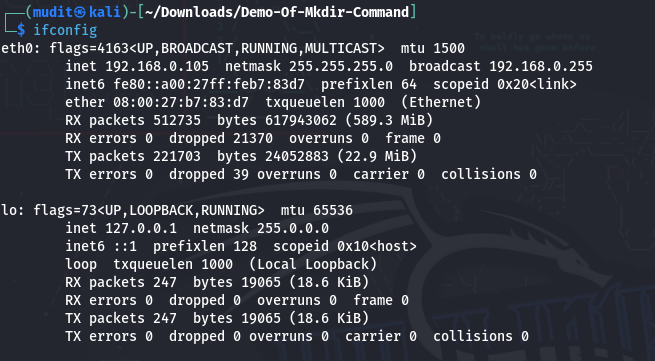 ┌──(mudit㉿kali)-[~/Downloads/Demo-Of-Mkdir-Command]
└─$ ifconfig
eth0: flags=4163<UP,BROADCAST,RUNNING,MULTICAST>  mtu 1500
        inet 192.168.0.105  netmask 255.255.255.0  broadcast 192.168.0.255
        inet6 fe80::a00:27ff:feb7:83d7  prefixlen 64  scopeid 0x20<link>
        ether 08:00:27:b7:83:d7  txqueuelen 1000  (Ethernet)
        RX packets 512735  bytes 617943062 (589.3 MiB)
        RX errors 0  dropped 21370  overruns 0  frame 0
        TX packets 221703  bytes 24052883 (22.9 MiB)
        TX errors 0  dropped 39 overruns 0  carrier 0  collisions 0

lo: flags=73<UP,LOOPBACK,RUNNING>  mtu 65536
        inet 127.0.0.1  netmask 255.0.0.0
        inet6 ::1  prefixlen 128  scopeid 0x10<host>
        loop  txqueuelen 1000  (Local Loopback)
        RX packets 247  bytes 19065 (18.6 KiB)
        RX errors 0  dropped 0  overruns 0  frame 0
        TX packets 247  bytes 19065 (18.6 KiB)
        TX errors 0  dropped 0 overruns 0  carrier 0  collisions 0